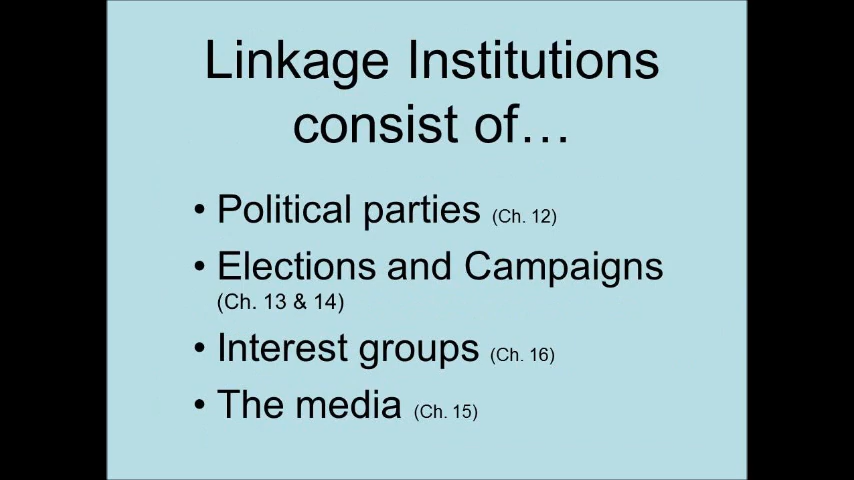 Linkage Institutions
consist of…
• Political parties (Ch. 12)
• Elections and Campaigns
(Ch. 13 & 14)
• Interest groups (Ch. 16)
• The media (Ch. 15)